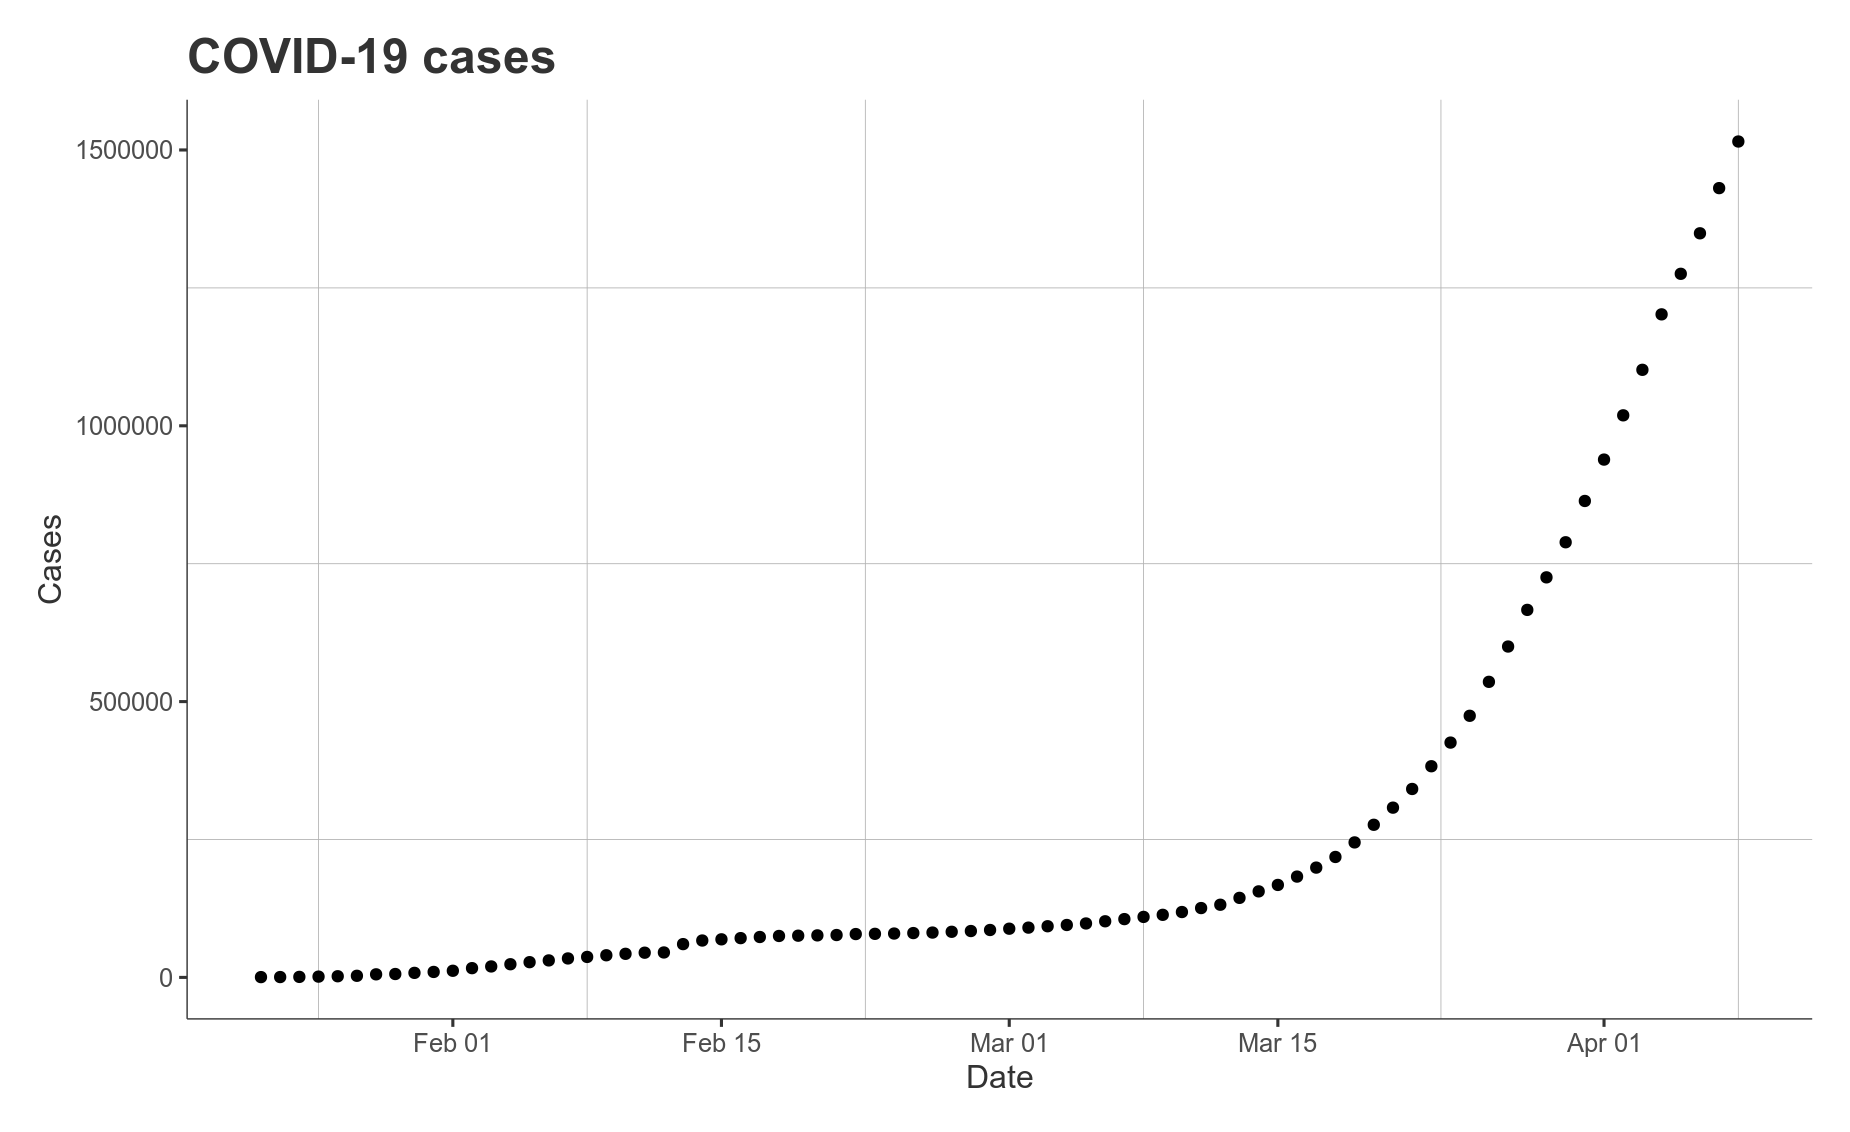 COVID-19 cases
1500000
1000000
500000
0
Cases
Feb 01
Feb 15
Mar 01
Mar 15
Apr 01
Date